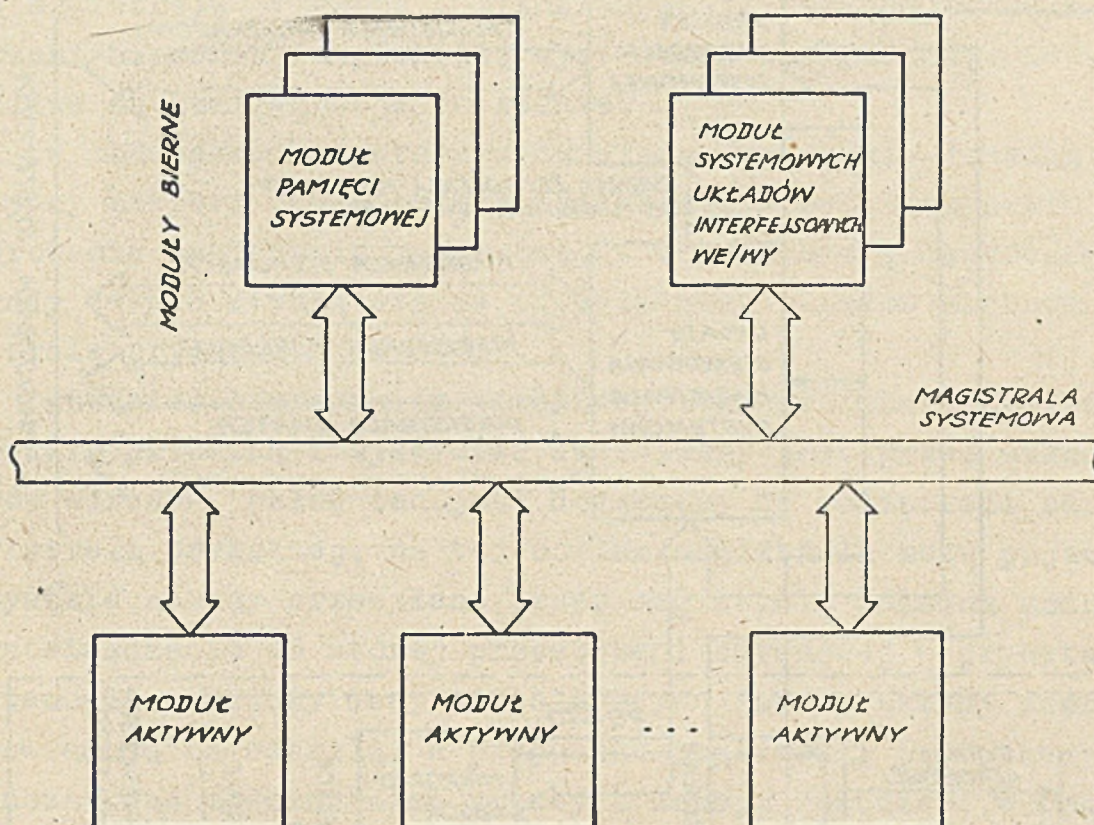 MODUŁY BIERNE
MODUŁ
PAMIĘCI
SYSTEMOWEJ
MODUŁ
SYSTEMOWYCH
UKŁADÓW
INTERFEJSOWYCH
WE/WY
MAGISTRALA
SYSTEMOWA
MODUŁ
AKTYWNY
MODUŁ
AKTYWNY
...
MODUŁ
AKTYWNY